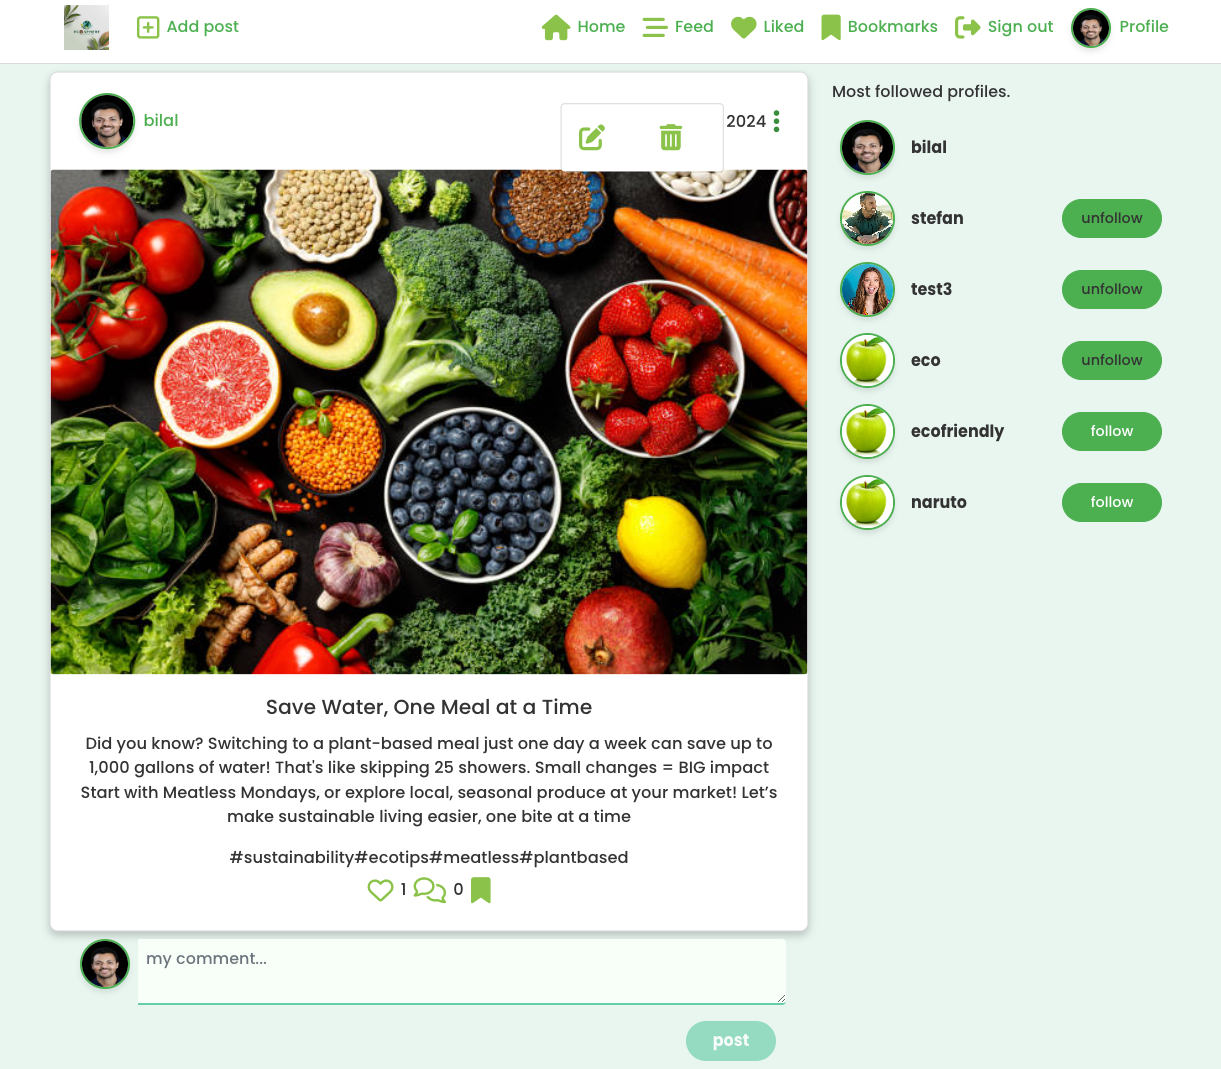 Add post
Home
Feed
Liked
Bookmarks
Sign out
Profile
bilal
2024
Save Water, One Meal at a Time
Did you know? Switching to a plant-based meal just one day a week can save up to
1,000 gallons of water! That's like skipping 25 showers. Small changes = BIG impact
Start with Meatless Mondays, or explore local, seasonal produce at your market! Let’s
make sustainable living easier, one bite at a time
#sustainability#ecotips#meatless#plantbased
1
0
my comment...
post
Most followed profiles.
bilal
stefan
unfollow
test3
unfollow
eco
unfollow
ecofriendly
follow
naruto
follow